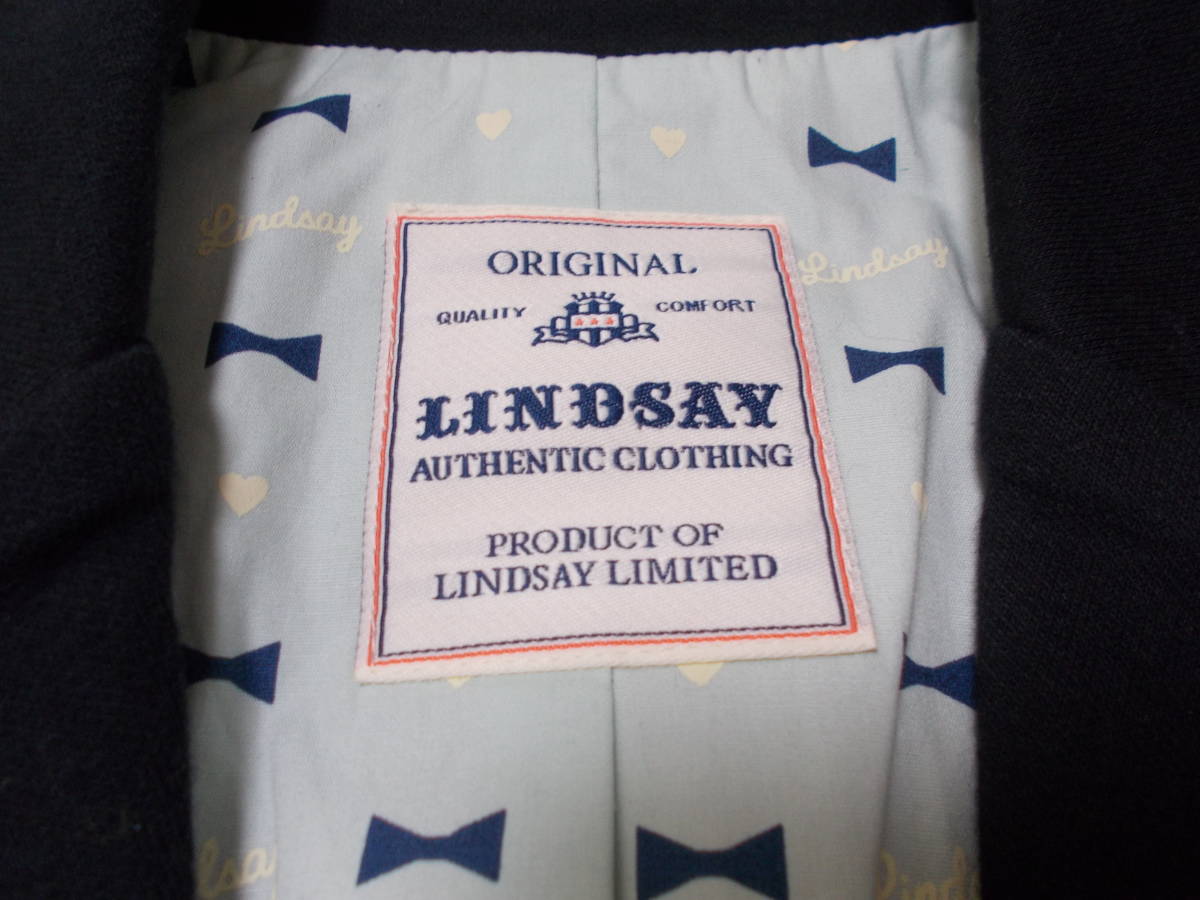 Lindsay
Lindsay
ORIGINAL
QUALITY COMFORT
LINDSAY
AUTHENTIC CLOTHING
PRODUCT OF
LINDSAY LIMITED